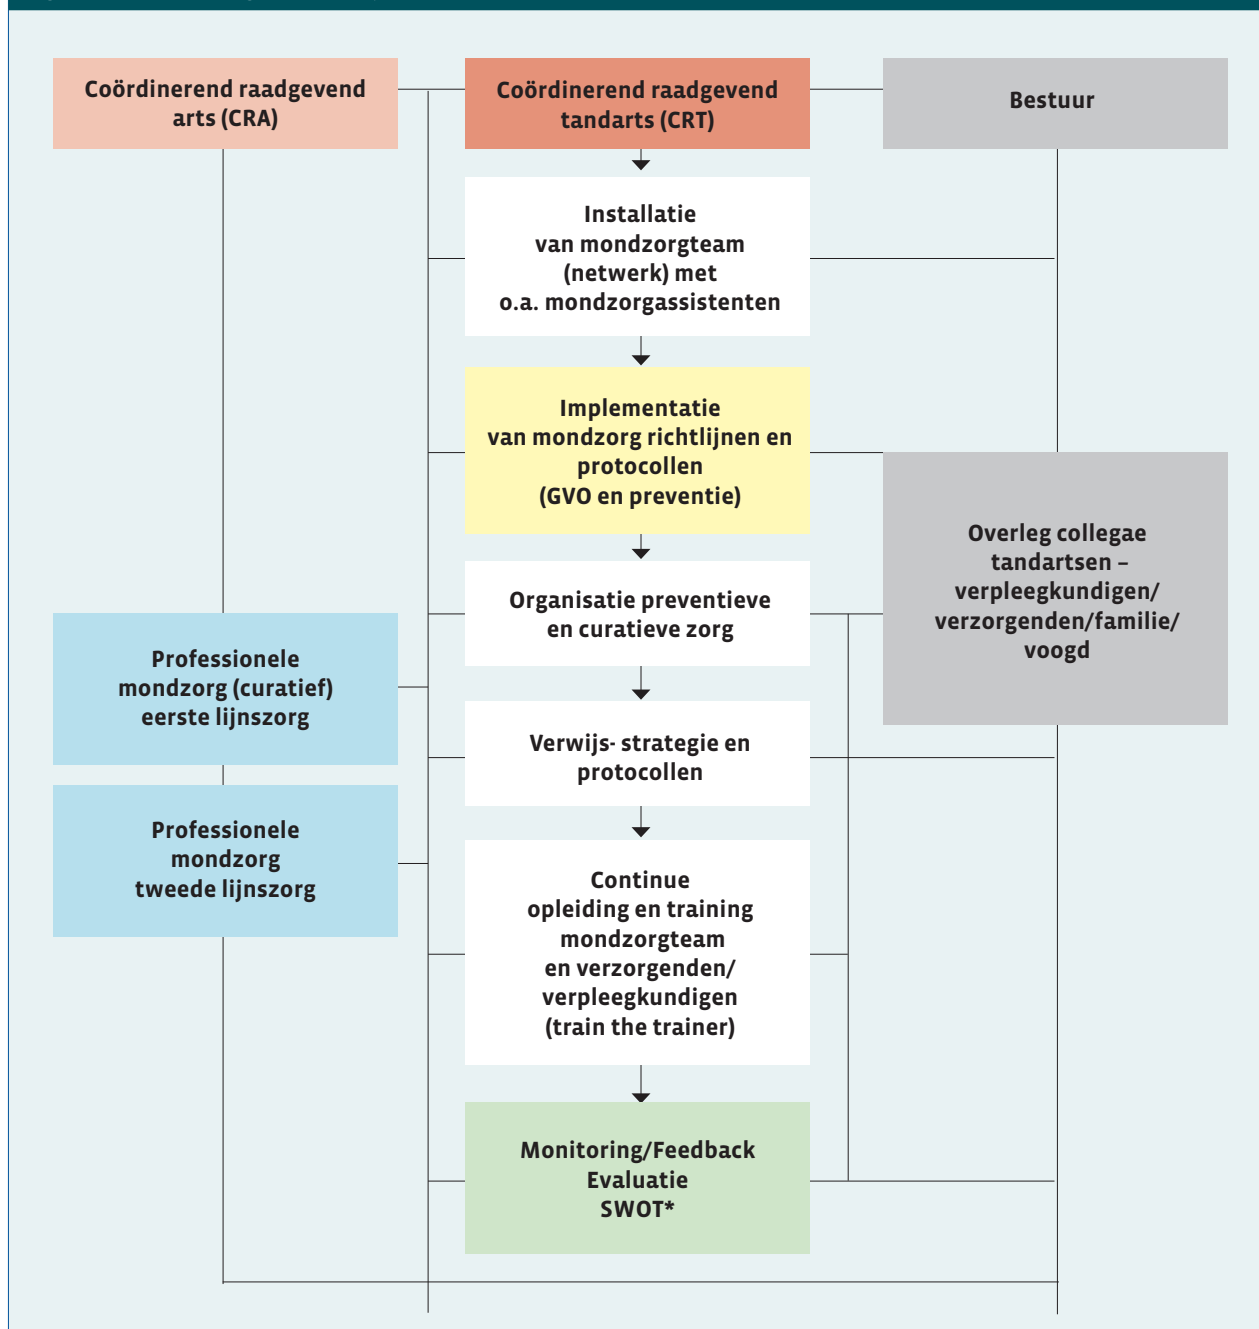 Coördinerend raadgevend
arts (CRA)
Coördinerend raadgevend
tandarts (CRT)
Bestuur
Installatie
van mondzorgteam
(netwerk) met
o.a. mondzorgassistenten
Implementatie
van mondzorg richtlijnen en
protocollen
(GVO en preventie)
Overleg collegae
tandartsen –
verpleegkundigen/
verzorgenden/familie/
voogd
Organisatie preventieve
en curatieve zorg
Professionele
mondzorg (curatief)
eerste lijnszorg
Verwijs- strategie en
protocollen
Professionele
mondzorg
tweede lijnszorg
Continue
opleiding en training
mondzorgteam
en verzorgenden/
verpleegkundigen
(train the trainer)
Monitoring/Feedback
Evaluatie
SWOT*